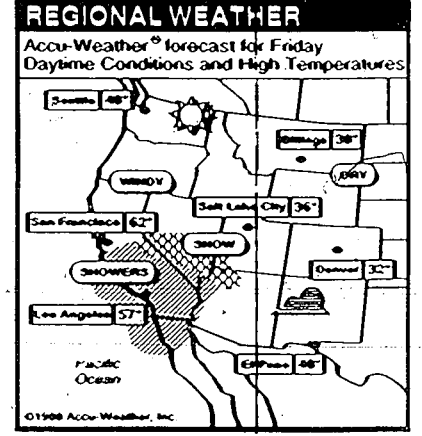 REGIONAL WEATHER
Accu-Weather® forecast for Friday
Daytime Conditions and High Temperatures
Seattle 48°
Billings 38°
DRY
WINDY
Salt Lake City 36°
San Francisco 62°
SNOW
SHOWERS
Denver 32°
Los Angeles 57°
Pacific
Ocean
El Paso 48°
Accu-Weather, Inc.